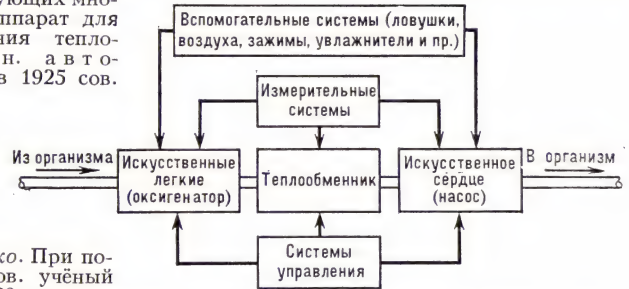 ующих мно-
ппарат для
ния тепло-
н. авто-
в 1925 сов.
Вспомогательные системы (ловушки,
воздуха, зажимы, увлажнители и пр.)
Измерительные
системы
Из организма
Искусственные
легкие
(оксигенатор)
Теплообменник
Искусственное
сердце
(насос)
В организм
Системы
управления
ко. При по-
ов. учёный